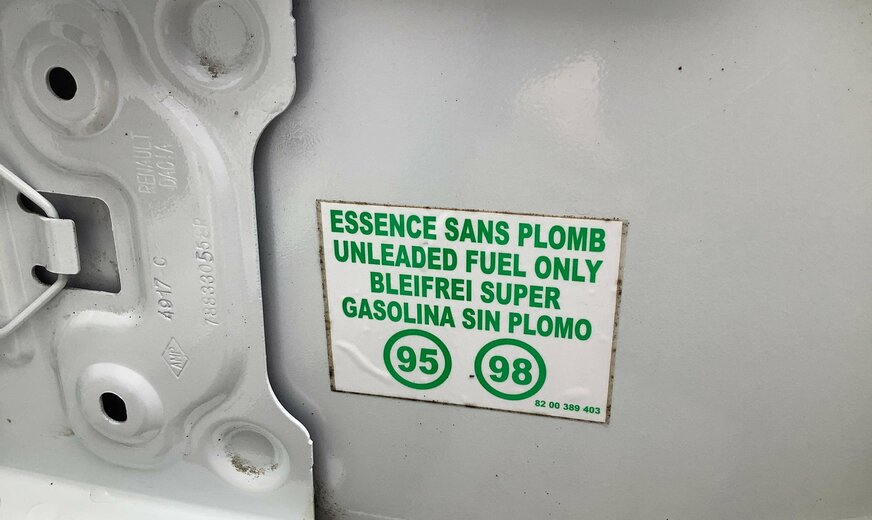 RENAULT
DACIA
4917 C
AMP
ESSENCE SANS PLOMB
UNLEADED FUEL ONLY
BLEIFREI SUPER
GASOLINA SIN PLOMO
95 98
82 00 389 403